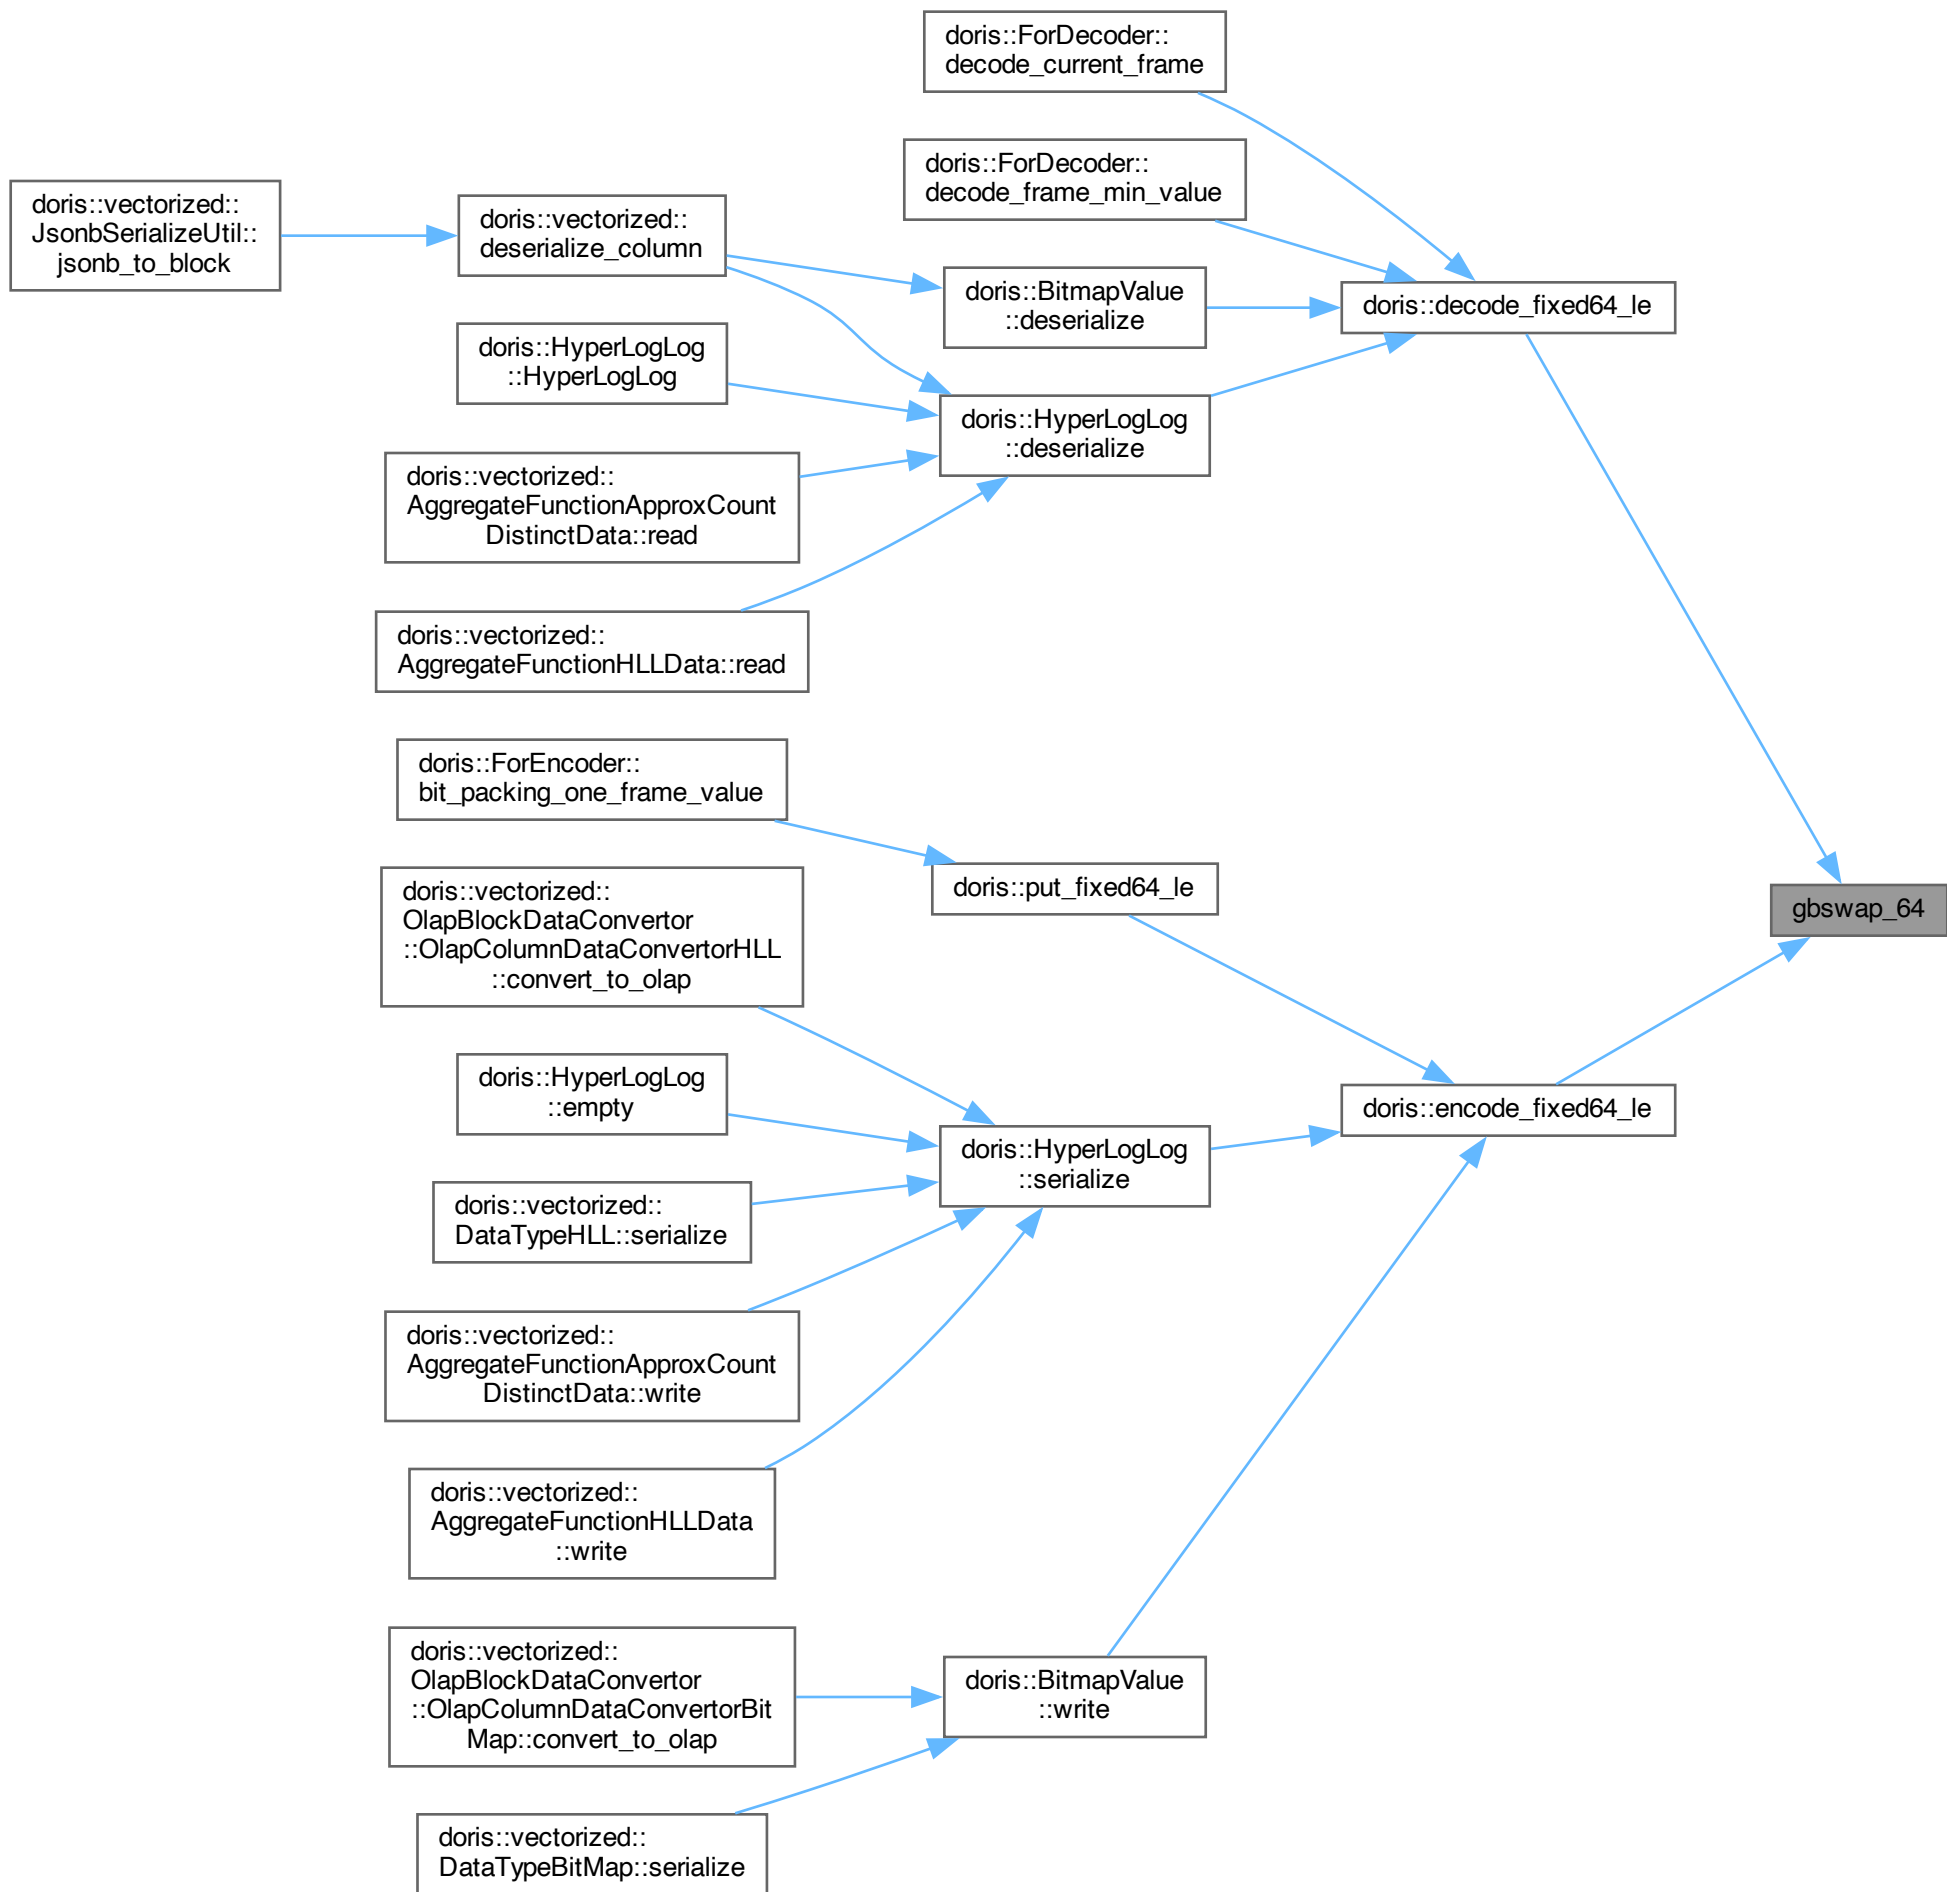 doris::ForDecoder::
decode_current_frame
doris::ForDecoder::
decode_frame_min_value
doris::vectorized::
JsonbSerializeUtil::
jsonb_to_block
doris::vectorized::
deserialize_column
doris::BitmapValue
::deserialize
doris::decode_fixed64_le
doris::HyperLogLog
::HyperLogLog
doris::HyperLogLog
::deserialize
doris::vectorized::
AggregateFunctionApproxCount
DistinctData::read
doris::vectorized::
AggregateFunctionHLLData::read
doris::ForEncoder::
bit_packing_one_frame_value
doris::put_fixed64_le
gbswap_64
doris::vectorized::
OlapBlockDataConvertor
::OlapColumnDataConvertorHLL
::convert_to_olap
doris::HyperLogLog
::empty
doris::encode_fixed64_le
doris::HyperLogLog
::serialize
doris::vectorized::
DataTypeHLL::serialize
doris::vectorized::
AggregateFunctionApproxCount
DistinctData::write
doris::vectorized::
AggregateFunctionHLLData
::write
doris::vectorized::
OlapBlockDataConvertor
::OlapColumnDataConvertorBit
Map::convert_to_olap
doris::BitmapValue
::write
doris::vectorized::
DataTypeBitMap::serialize